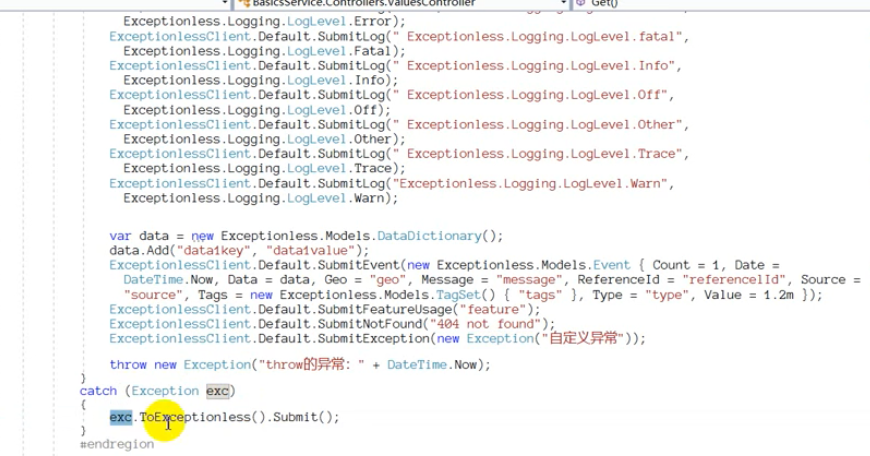 BasicsService.Controllers.ValuesController Get()
Exceptionless.Logging.LogLevel.Error);
ExceptionlessClient.Default.SubmitLog(" Exceptionless.Logging.LogLevel.fatal",
Exceptionless.Logging.LogLevel.Fatal);
ExceptionlessClient.Default.SubmitLog(" Exceptionless.Logging.LogLevel.Info",
Exceptionless.Logging.LogLevel.Info);
ExceptionlessClient.Default.SubmitLog(" Exceptionless.Logging.LogLevel.Off",
Exceptionless.Logging.LogLevel.Off);
ExceptionlessClient.Default.SubmitLog(" Exceptionless.Logging.LogLevel.Other",
Exceptionless.Logging.LogLevel.Other);
ExceptionlessClient.Default.SubmitLog(" Exceptionless.Logging.LogLevel.Trace",
Exceptionless.Logging.LogLevel.Trace);
ExceptionlessClient.Default.SubmitLog("Exceptionless.Logging.LogLevel.Warn",
Exceptionless.Logging.LogLevel.Warn);
var data = new Exceptionless.Models.DataDictionary();
data.Add("data1key", "data1value");
ExceptionlessClient.Default.SubmitEvent(new Exceptionless.Models.Event { Count = 1, Date =
DateTime.Now, Data = data, Geo = "geo", Message = "message", ReferenceId = "referencelId", Source =
"source", Tags = new Exceptionless.Models.TagSet() { "tags" }, Type = "type", Value = 1.2m });
ExceptionlessClient.Default.SubmitFeatureUsage("feature");
ExceptionlessClient.Default.SubmitNotFound("404 not found");
ExceptionlessClient.Default.SubmitException(new Exception("自定义异常"));
throw new Exception("throw的异常: " + DateTime.Now);
}
catch (Exception exc)
{
exc.ToExceptionless().Submit();
}
#endregion